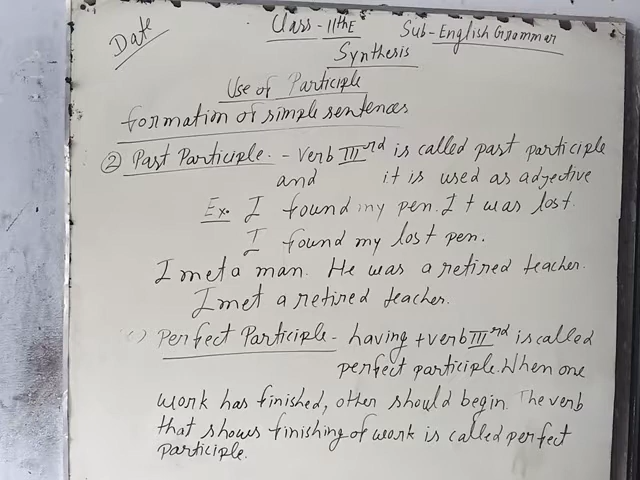 Date
Class - 11thE Sub-English Grammar
Synthesis
Use of Participle
formation of simple sentences
② Past Participle. - Verb IIIrd is called past participle
and it is used as adjective
Ex. I found my pen. It was lost.
I found my lost pen.
I met a man. He was a retired teacher.
I met a retired teacher.
Perfect Participle - having + verb IIIrd is called
perfect participle. When one
work has finished, other should begin. The verb
that shows finishing of work is called perfect
participle.